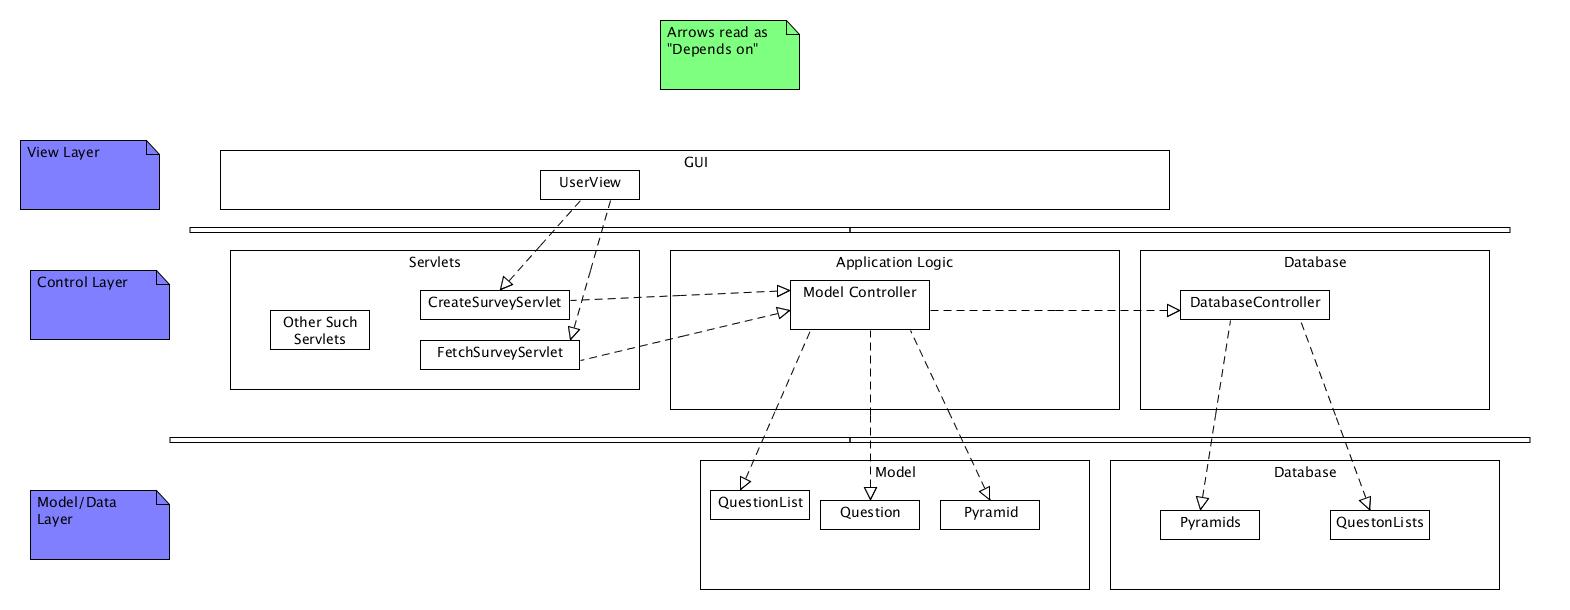 Arrows read as
"Depends on"
View Layer
GUI
UserView
Control Layer
Servlets
CreateSurveyServlet
Other Such
Servlets
FetchSurveyServlet
Application Logic
Model Controller
Database
DatabaseController
Model/Data
Layer
Model
QuestionList
Question
Pyramid
Database
Pyramids
QuestonLists